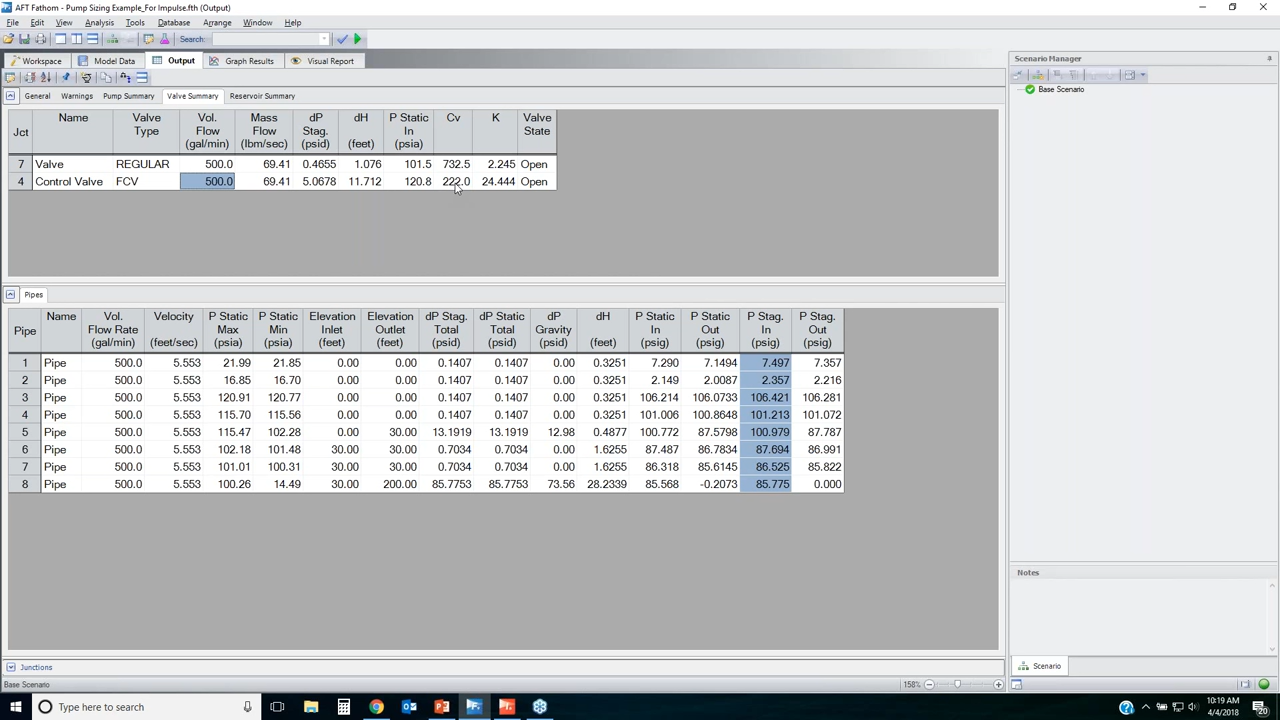 AFT Fathom - Pump Sizing Example_For Impulse.fth (Output)
File Edit View Analysis Tools Database Arrange Window Help
Search:
Workspace Model Data Output Graph Results Visual Report
General Warnings Pump Summary Valve Summary Reservoir Summary
Jct Name Valve Type Vol. Flow (gal/min) Mass Flow (lbm/sec) dP Stag. (psid) dH (feet) P Static In (psia) Cv K Valve State
7 Valve REGULAR 500.0 69.41 0.4655 1.076 101.5 732.5 2.245 Open
4 Control Valve FCV 500.0 69.41 5.0678 11.712 120.8 222.0 24.444 Open
Pipes
Pipe Name Vol. Flow Rate (gal/min) Velocity (feet/sec) P Static Max (psia) P Static Min (psia) Elevation Inlet (feet) Elevation Outlet (feet) dP Stag. Total (psid) dP Static Total (psid) dP Gravity (psid) dH (feet) P Static In (psig) P Static Out (psig) P Stag. In (psig) P Stag. Out (psig)
1 Pipe 500.0 5.553 21.99 21.85 0.00 0.00 0.1407 0.1407 0.00 0.3251 7.290 7.1494 7.497 7.357
2 Pipe 500.0 5.553 16.85 16.70 0.00 0.00 0.1407 0.1407 0.00 0.3251 2.149 2.0087 2.357 2.216
3 Pipe 500.0 5.553 120.91 120.77 0.00 0.00 0.1407 0.1407 0.00 0.3251 106.214 106.0733 106.421 106.281
4 Pipe 500.0 5.553 115.70 115.56 0.00 0.00 0.1407 0.1407 0.00 0.3251 101.006 100.8648 101.213 101.072
5 Pipe 500.0 5.553 115.47 102.28 0.00 30.00 13.1919 13.1919 12.98 0.4877 100.772 87.5798 100.979 87.787
6 Pipe 500.0 5.553 102.18 101.48 30.00 30.00 0.7034 0.7034 0.00 1.6255 87.487 86.7834 87.694 86.991
7 Pipe 500.0 5.553 101.01 100.31 30.00 30.00 0.7034 0.7034 0.00 1.6255 86.318 85.6145 86.525 85.822
8 Pipe 500.0 5.553 100.26 14.49 30.00 200.00 85.7753 85.7753 73.56 28.2339 85.568 -0.2073 85.775 0.000
Junctions
Base Scenario
158%
Scenario Manager
Base Scenario
Notes
Scenario
Type here to search
10:19 AM
4/4/2018
20